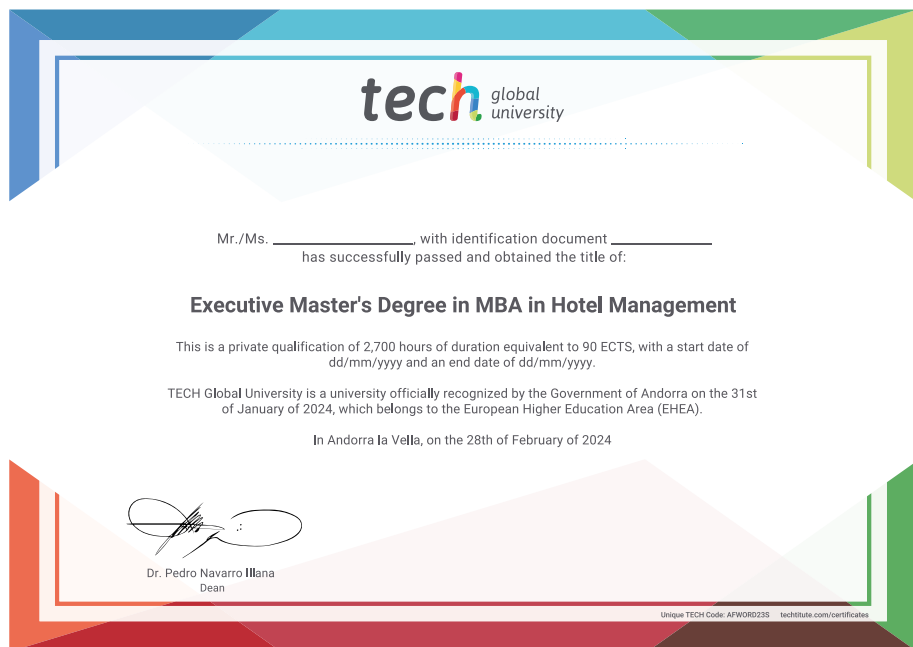 tech global
university
Mr./Ms. ________________, with identification document ____________
has successfully passed and obtained the title of:
Executive Master's Degree in MBA in Hotel Management
This is a private qualification of 2,700 hours of duration equivalent to 90 ECTS, with a start date of
dd/mm/yyyy and an end date of dd/mm/yyyy.
TECH Global University is a university officially recognized by the Government of Andorra on the 31st
of January of 2024, which belongs to the European Higher Education Area (EHEA).
In Andorra la Vella, on the 28th of February of 2024
Dr. Pedro Navarro Illana
Dean
Unique TECH Code: AFWORD23S techtitute.com/certificates